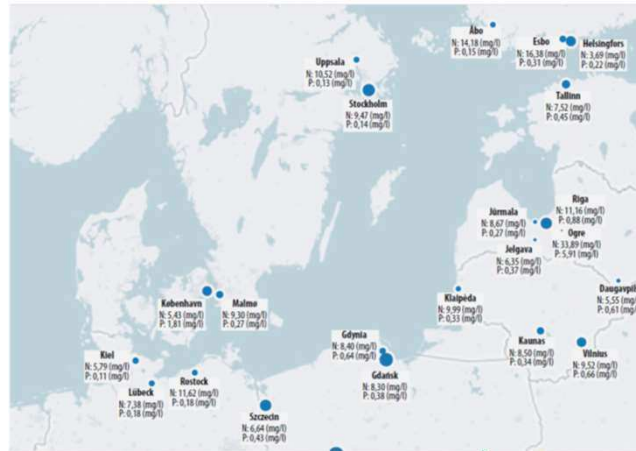 Åbo
N: 14,18 (mg/l)
P: 0,15 (mg/l)
Esbo
N: 16,38 (mg/l)
P: 0,31 (mg/l)
Helsingfors
N: 3,69 (mg/l)
P: 0,22 (mg/l)
Uppsala
N: 10,52 (mg/l)
P: 0,13 (mg/l)
Stockholm
N: 9,47 (mg/l)
P: 0,14 (mg/l)
Tallinn
N: 7,52 (mg/l)
P: 0,45 (mg/l)
Riga
N: 11,16 (mg/l)
P: 0,88 (mg/l)
Jūrmala
N: 8,67 (mg/l)
P: 0,27 (mg/l)
Ogre
N: 33,89 (mg/l)
P: 5,91 (mg/l)
Jelgava
N: 6,35 (mg/l)
P: 0,37 (mg/l)
Daugavpil
N: 5,55 (mg/l
P: 0,61 (mg/l
København
N: 5,43 (mg/l)
P: 1,81 (mg/l)
Malmø
N: 9,30 (mg/l)
P: 0,27 (mg/l)
Klaipėda
N: 9,99 (mg/l)
P: 0,33 (mg/l)
Gdynia
N: 8,40 (mg/l)
P: 0,64 (mg/l)
Gdańsk
N: 8,30 (mg/l)
P: 0,38 (mg/l)
Kaunas
N: 8,50 (mg/l)
P: 0,34 (mg/l)
Vilnius
N: 9,52 (mg/l)
P: 0,66 (mg/l)
Kiel
N: 5,79 (mg/l)
P: 0,11 (mg/l)
Lübeck
N: 7,38 (mg/l)
P: 0,18 (mg/l)
Rostock
N: 11,62 (mg/l)
P: 0,18 (mg/l)
Szczecin
N: 6,64 (mg/l)
P: 0,43 (mg/l)